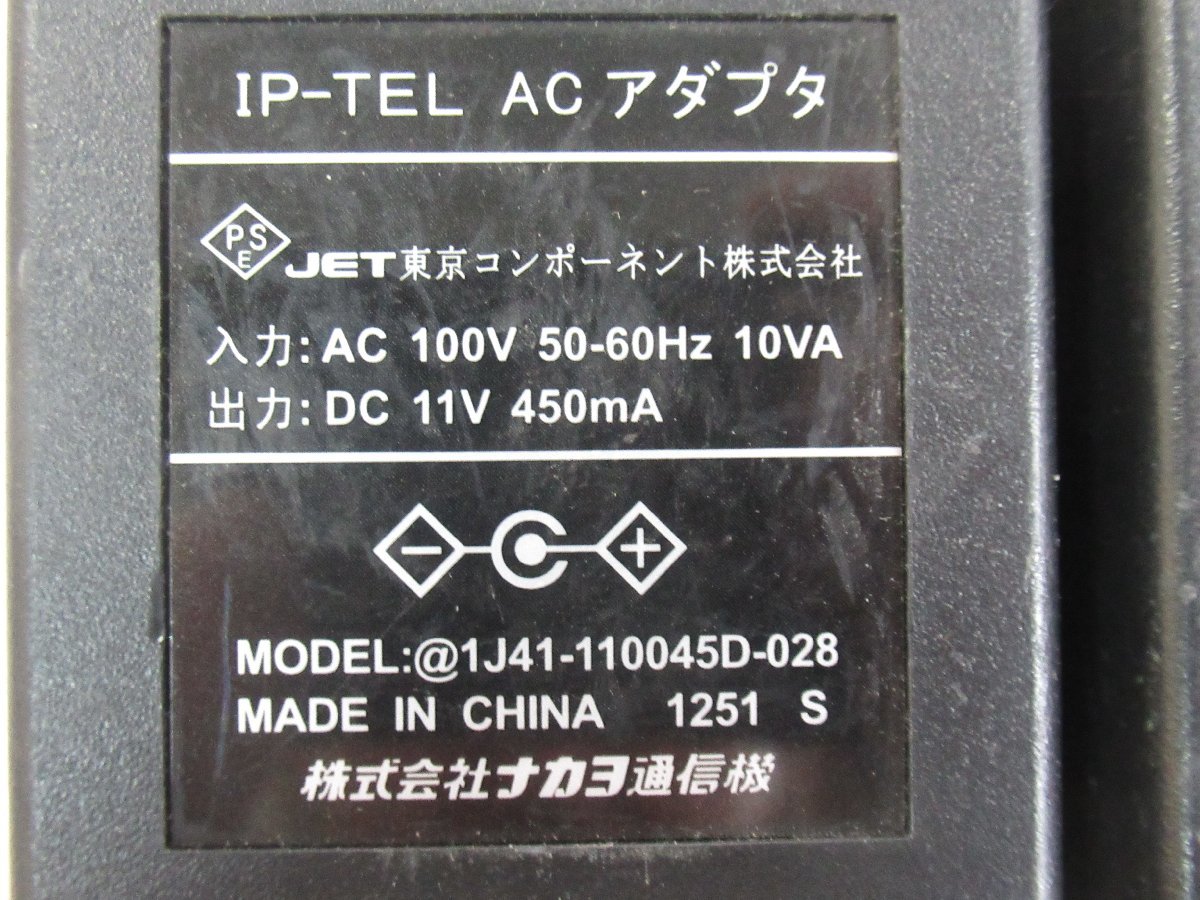 IP-TEL ACアダプタ
PSE JET東京コンポーネント株式会社
入力:AC 100V 50-60Hz 10VA
出力:DC 11V 450mA
MODEL:@1J41-110045D-028
MADE IN CHINA 1251 S
株式会社ナカヨ通信機